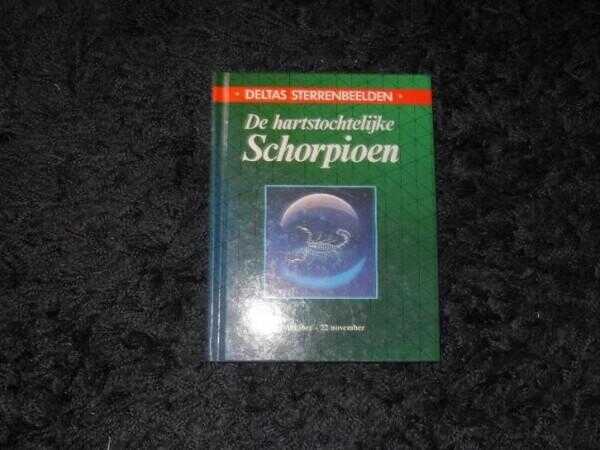 • DELTAS STERRENBEELDEN •
De hartstochtelijke
Schorpioen
- 22 november